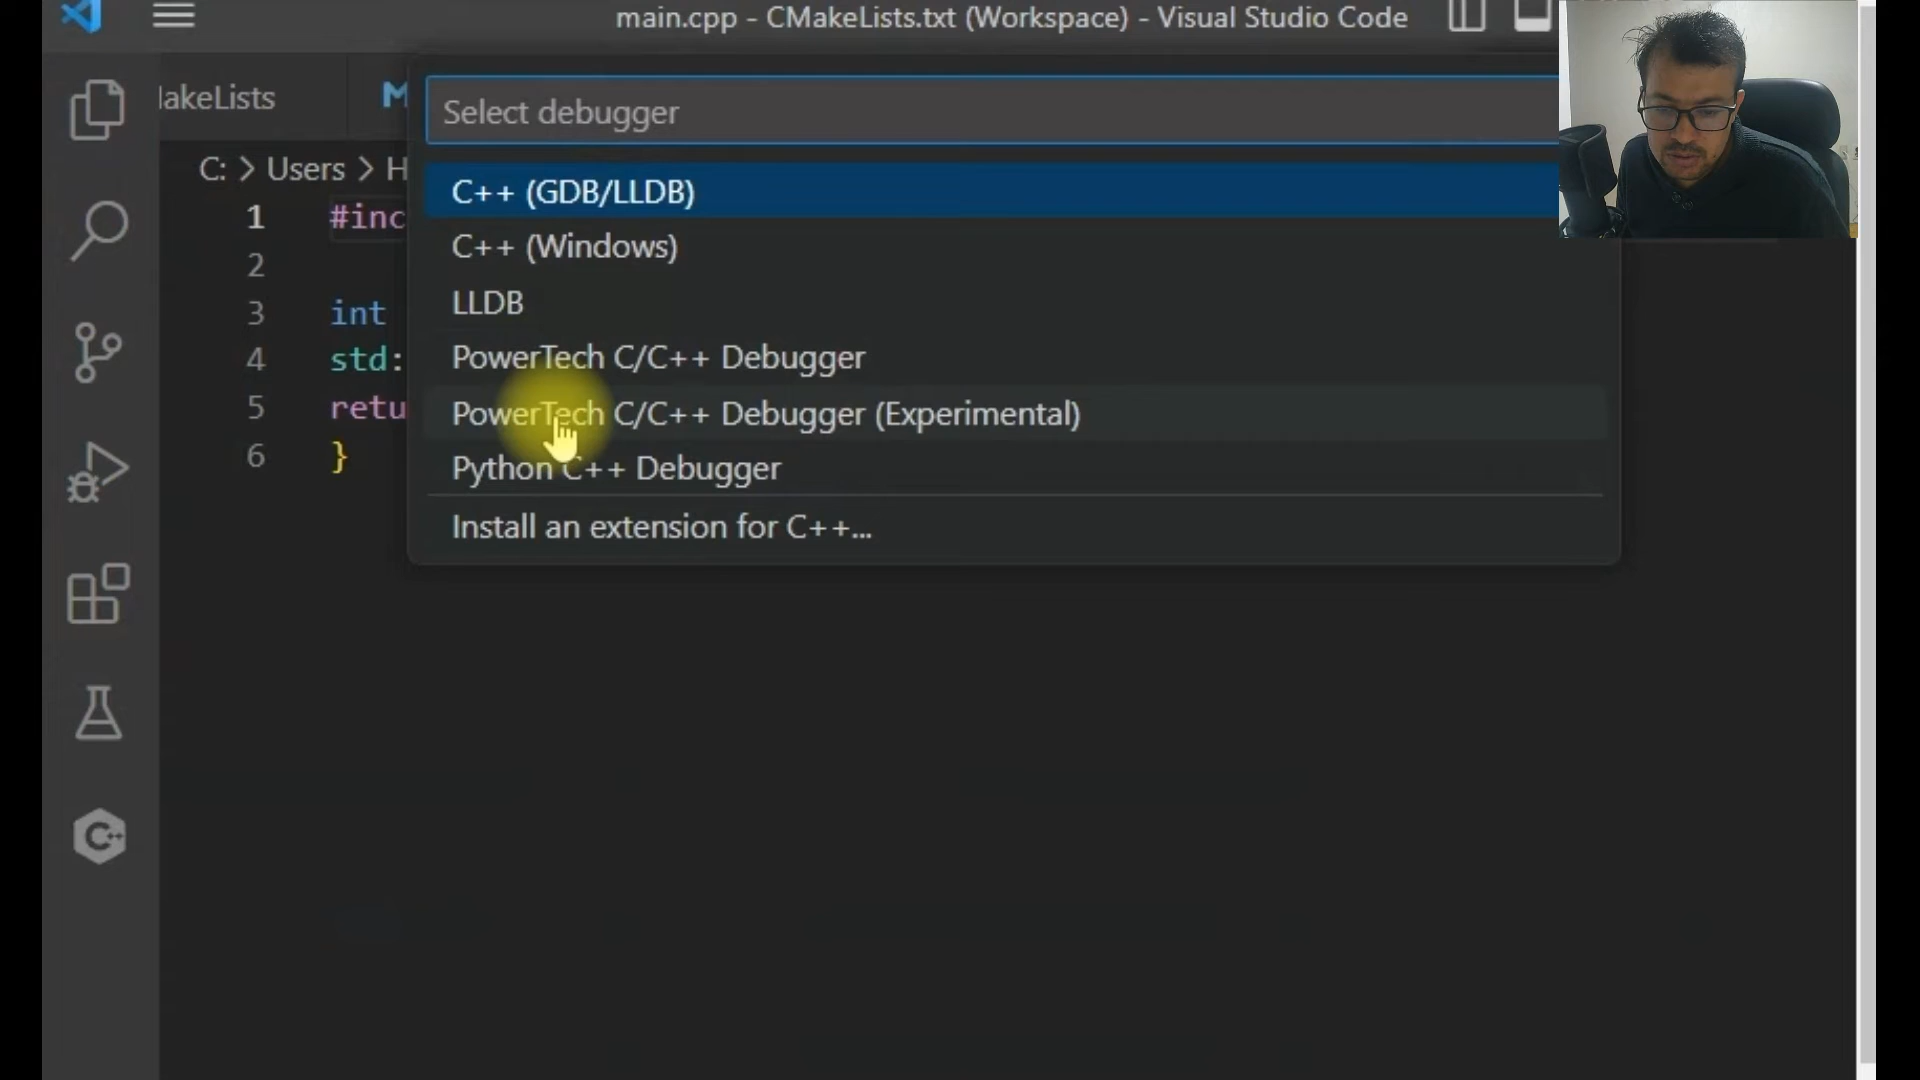 main.cpp - CMakeLists.txt (Workspace) - Visual Studio Code
akeLists
Select debugger
C: > Users > H
C++ (GDB/LLDB)
C++ (Windows)
LLDB
PowerTech C/C++ Debugger
PowerTech C/C++ Debugger (Experimental)
Python C++ Debugger
Install an extension for C++...
1 #inc
2
3 int
4 std:
5 retu
6 }